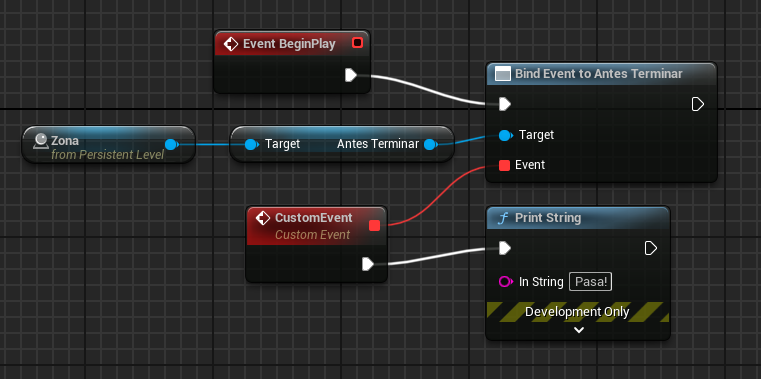 Event BeginPlay
Bind Event to Antes Terminar
Zona
from Persistent Level
Target Antes Terminar
Target
Event
CustomEvent
Custom Event
Print String
In String Pasa!
Development Only